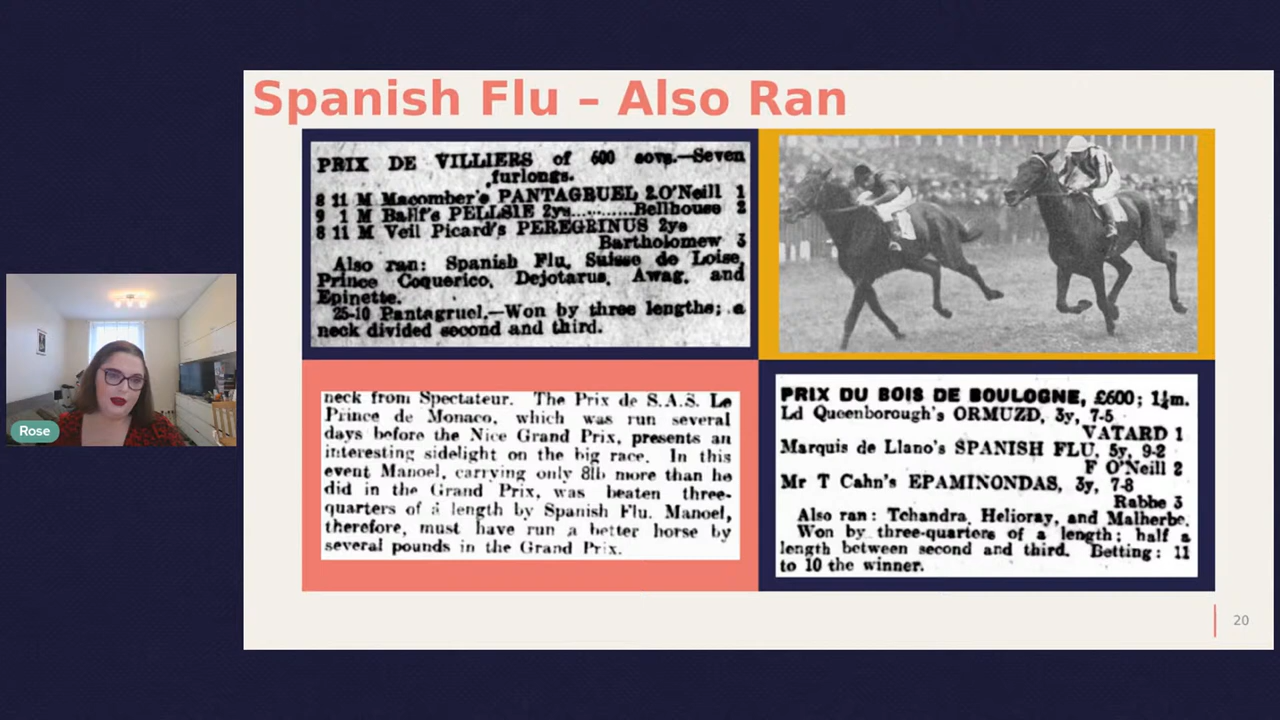 Spanish Flu – Also Ran
PRIX DE VILLIERS of 600 sovs.—Seven
furlongs.
8 11 M Macomber's PANTAGRUEL 2.O'Neill 1
9 1 M Ball's PELLSIE 2ys.........Bellhouse 2
8 11 M Veil Picard's PEREGRINUS 2ys
Bartholomew 3
Also ran: Spanish Flu, Suisse de Loise,
Prince Coquerico, Dejotarus, Awag, and
Epinette.
25-10 Pantagruel.—Won by three lengths; a
neck divided second and third.
neck from Spectateur. The Prix de S.A.S. Le
Prince de Monaco, which was run several
days before the Nice Grand Prix, presents an
interesting sidelight on the big race. In this
event Manoel, carrying only 8lb more than he
did in the Grand Prix, was beaten three-
quarters of a length by Spanish Flu. Manoel,
therefore, must have run a better horse by
several pounds in the Grand Prix.
PRIX DU BOIS DE BOULOGNE, £600; 1¼m.
Ld Queenborough's ORMUZD, 3y, 7-5
VATARD 1
Marquis de Llano's SPANISH FLU, 5y, 9-2
F O'Neill 2
Mr T Cahn's EPAMINONDAS, 3y, 7-8
Rabbe 3
Also ran: Tchandra, Helioray, and Malherbe.
Won by three-quarters of a length; half a
length between second and third. Betting: 11
to 10 the winner.
Rose
20